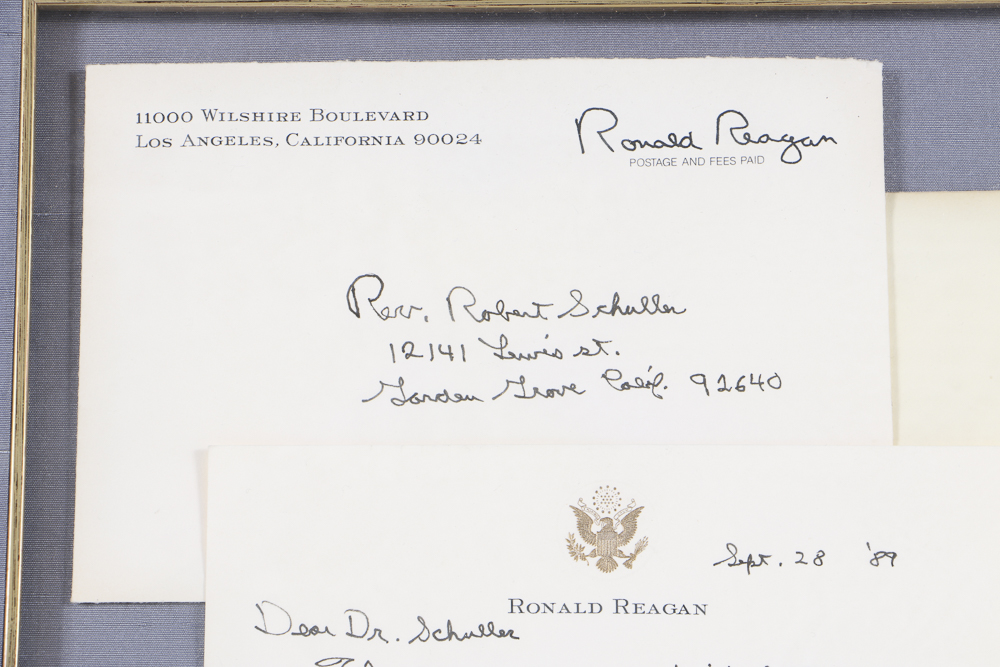 11000 Wilshire Boulevard
Los Angeles, California 90024
Ronald Reagan
POSTAGE AND FEES PAID
Rev. Robert Schuller
12141 Lewis st.
Garden Grove Calif. 92640
Sept. 28 '89
Ronald Reagan
Dear Dr. Schuller